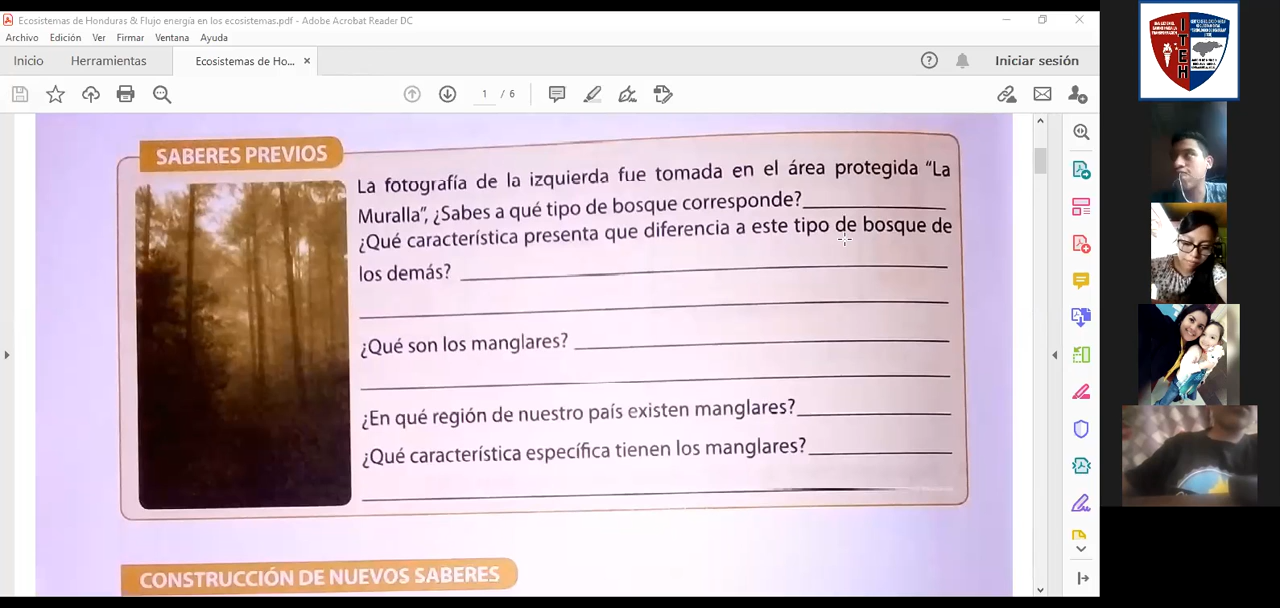 Ecosistemas de Honduras & Flujo energía en los ecosistemas.pdf - Adobe Acrobat Reader DC
Archivo Edición Ver Firmar Ventana Ayuda
Inicio Herramientas Ecosistemas de Ho... × Iniciar sesión
1 / 6
SABERES PREVIOS
La fotografía de la izquierda fue tomada en el área protegida “La
Muralla”, ¿Sabes a qué tipo de bosque corresponde?
¿Qué característica presenta que diferencia a este tipo de bosque de
los demás?
¿Qué son los manglares?
¿En qué región de nuestro país existen manglares?
¿Qué característica específica tienen los manglares?
CONSTRUCCIÓN DE NUEVOS SABERES
ITEH